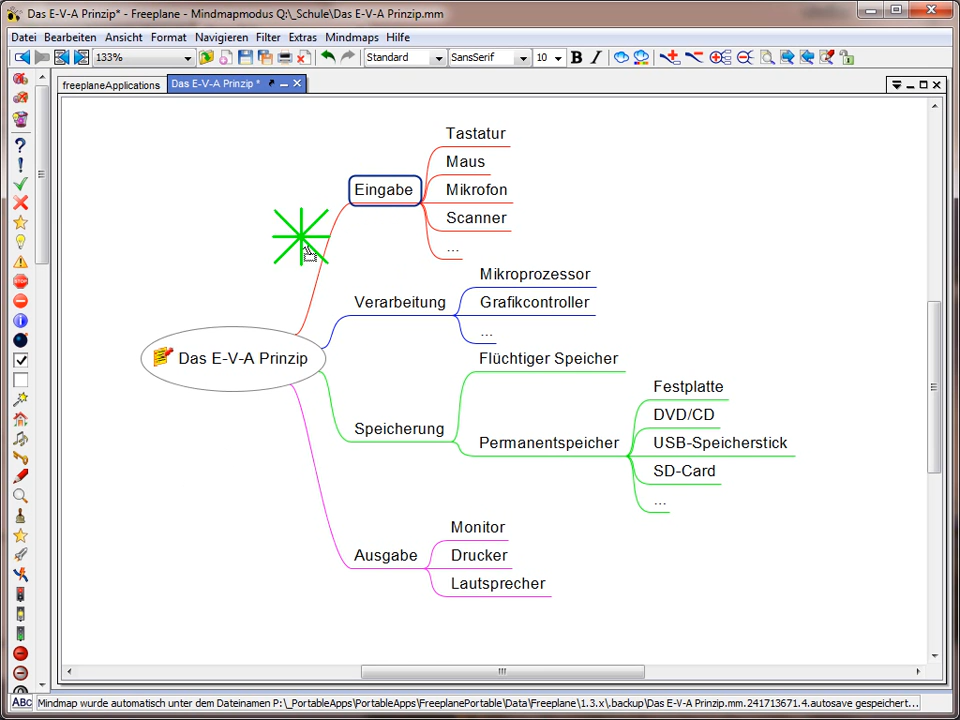 Das E-V-A Prinzip* - Freeplane - Mindmapmodus Q:\_Schule\Das E-V-A Prinzip.mm
Datei Bearbeiten Ansicht Format Navigieren Filter Extras Mindmaps Hilfe
133% Standard SansSerif 10 B I
freeplaneApplications Das E-V-A Prinzip *
Tastatur
Maus
Eingabe
Mikrofon
Scanner
...
Mikroprozessor
Verarbeitung
Grafikcontroller
...
Das E-V-A Prinzip
Flüchtiger Speicher
Festplatte
DVD/CD
Speicherung
Permanentspeicher
USB-Speicherstick
SD-Card
...
Monitor
Ausgabe
Drucker
Lautsprecher
ABC Mindmap wurde automatisch unter dem Dateinamen P:\_PortableApps\PortableApps\FreeplanePortable\Data\Freeplane\1.3.x\.backup\Das E-V-A Prinzip.mm.241713671.4.autosave gespeichert...